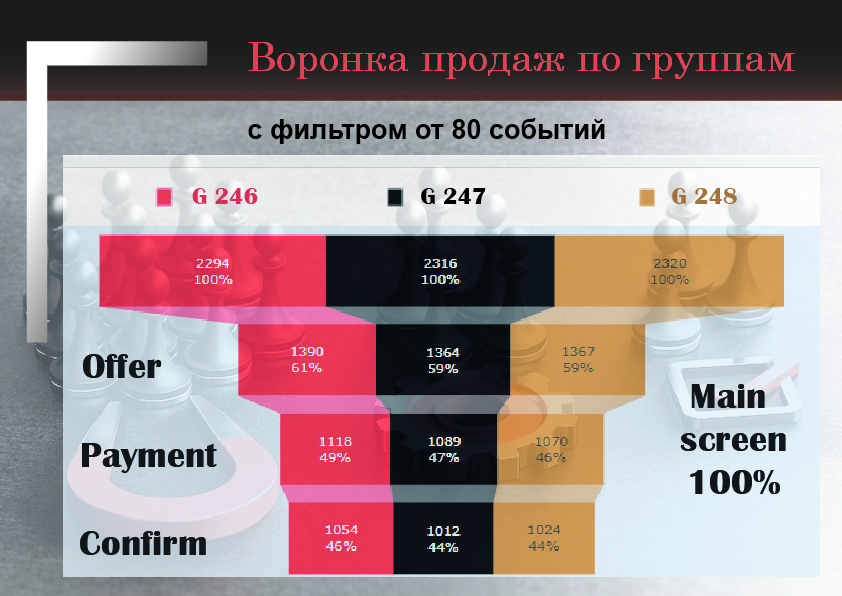 Воронка продаж по группам
с фильтром от 80 событий
G 246
G 247
G 248
2294
100%
2316
100%
2320
100%
Offer
1390
61%
1364
59%
1367
59%
Main
screen
100%
Payment
1118
49%
1089
47%
1070
46%
Confirm
1054
46%
1012
44%
1024
44%